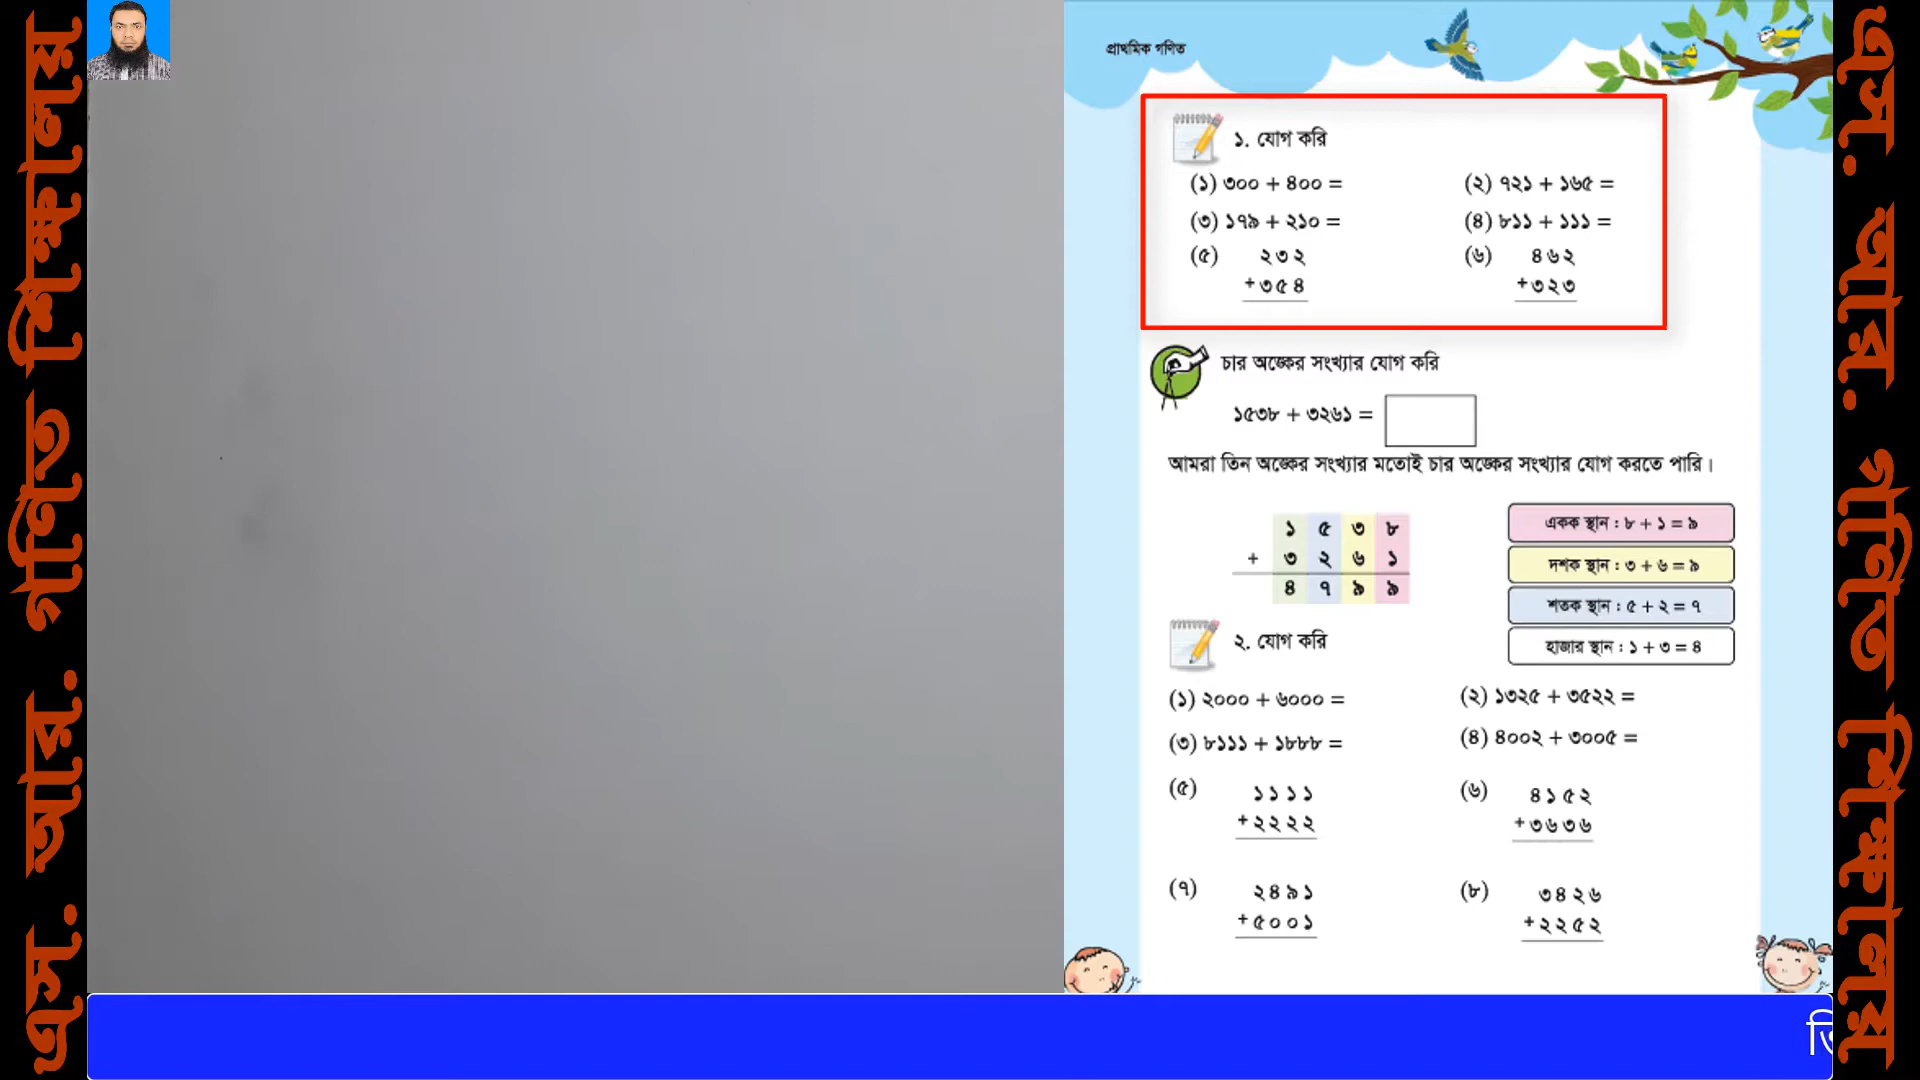 এস. আর. গণিত শিক্ষালয়
প্রাথমিক গণিত
১. যোগ করি
(১) ৩০০ + ৪০০ =
(২) ৭২১ + ১৬৫ =
(৩) ১৭৯ + ২১০ =
(৪) ৮১১ + ১১১ =
(৫) ২৩২
+৩৫৪
(৬) ৪৬২
+৩২৩
চার অঙ্কের সংখ্যার যোগ করি
১৫৩৮ + ৩২৬১ =
আমরা তিন অঙ্কের সংখ্যার মতোই চার অঙ্কের সংখ্যার যোগ করতে পারি।
১ ৫ ৩ ৮
+ ৩ ২ ৬ ১
৪ ৭ ৯ ৯
একক স্থান : ৮ + ১ = ৯
দশক স্থান : ৩ + ৬ = ৯
শতক স্থান : ৫ + ২ = ৭
হাজার স্থান : ১ + ৩ = ৪
২. যোগ করি
(১) ২০০০ + ৬০০০ =
(২) ১৩২৫ + ৩৫২২ =
(৩) ৮১১১ + ১৮৮৮ =
(৪) ৪০০২ + ৩০০৫ =
(৫) ১১১১
+২২২২
(৬) ৪১৫২
+৩৬৩৬
(৭) ২৪৯১
+৫০০১
(৮) ৩৪২৬
+২২৫২
এস. আর. গণিত শিক্ষালয়